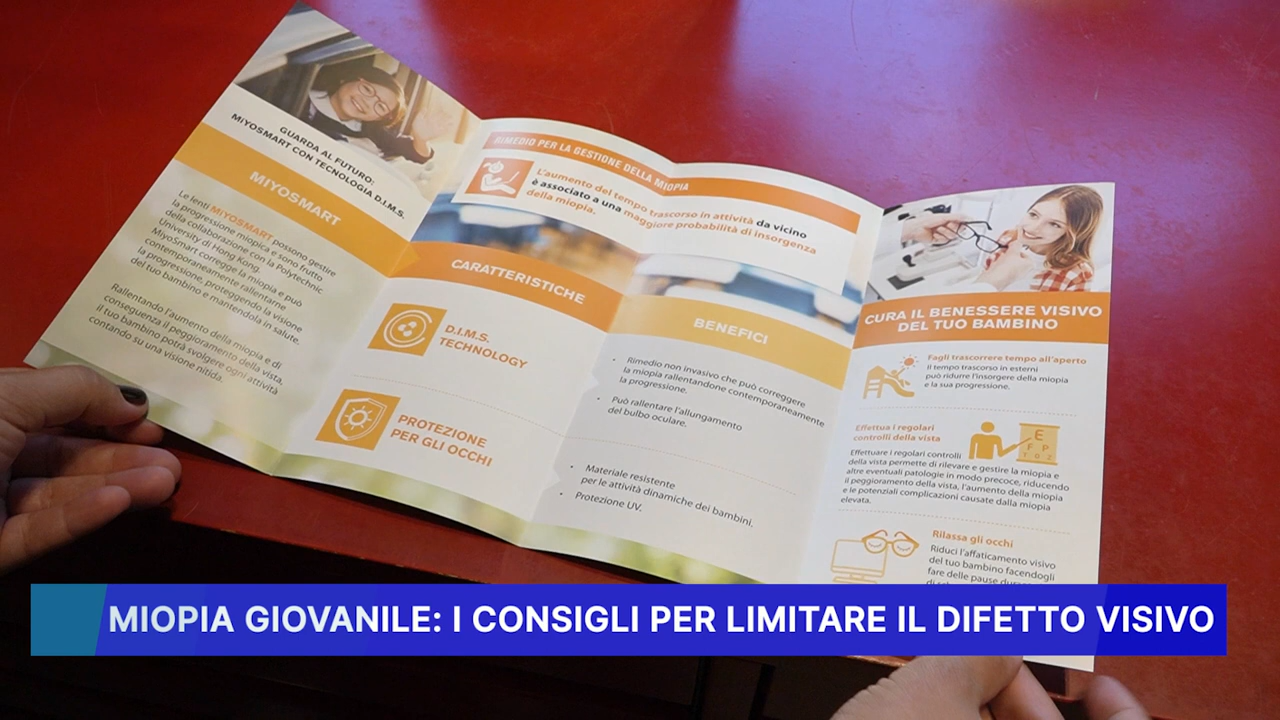 GUARDA AL FUTURO:
MIYOSMART CON TECNOLOGIA D.I.M.S.
MIYOSMART
Le lenti MIYOSMART possono gestire
la progressione miopica e sono frutto
della collaborazione con la Polytechnic
University di Hong Kong.
MiyoSmart corregge la miopia e può
contemporaneamente rallentarne
la progressione, proteggendo la visione
del tuo bambino e mantendola in salute.
Rallentando l'aumento della miopia e di
conseguenza il peggioramento della vista,
il tuo bambino potrà svolgere ogni attività
contando su una visione nitida.
RIMEDIO PER LA GESTIONE DELLA MIOPIA
L'aumento del tempo trascorso in attività da vicino
è associato a una maggiore probabilità di insorgenza
della miopia.
CARATTERISTICHE
D.I.M.S.
TECHNOLOGY
PROTEZIONE
PER GLI OCCHI
BENEFICI
• Rimedio non invasivo che può correggere
la miopia rallentandone contemporaneamente
la progressione.
• Può rallentare l'allungamento
del bulbo oculare.
• Materiale resistente
per le attività dinamiche dei bambini.
• Protezione UV.
CURA IL BENESSERE VISIVO
DEL TUO BAMBINO
Fagli trascorrere tempo all'aperto
Il tempo trascorso in esterni
può ridurre l'insorgere della miopia
e la sua progressione.
Effettua i regolari
controlli della vista
E
F P
T O Z
Effettuare i regolari controlli
della vista permette di rilevare e gestire la miopia e
altre eventuali patologie in modo precoce, riducendo
il peggioramento della vista, l'aumento della miopia
e le potenziali complicazioni causate dalla miopia
elevata.
Rilassa gli occhi
Riduci l'affaticamento visivo
del tuo bambino facendogli
fare delle pause
MIOPIA GIOVANILE: I CONSIGLI PER LIMITARE IL DIFETTO VISIVO